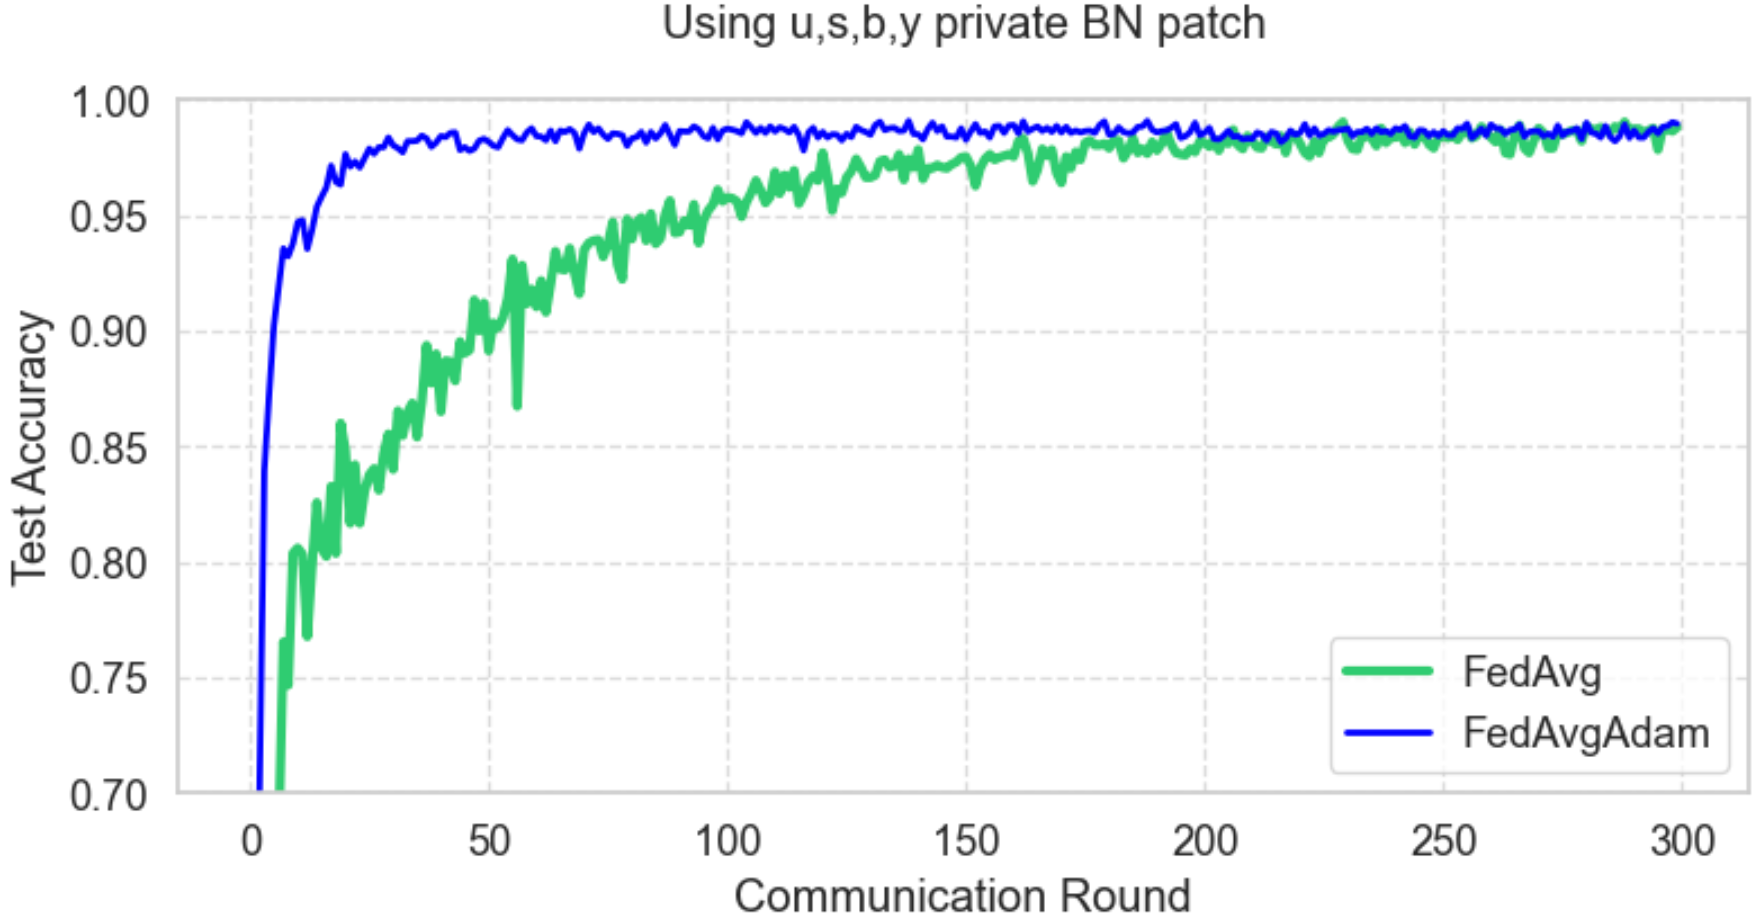 Using u,s,b,y private BN patch
1.00
0.95
0.90
0.85
0.80
0.75
0.70
Test Accuracy
FedAvg
FedAvgAdam
0 50 100 150 200 250 300
Communication Round